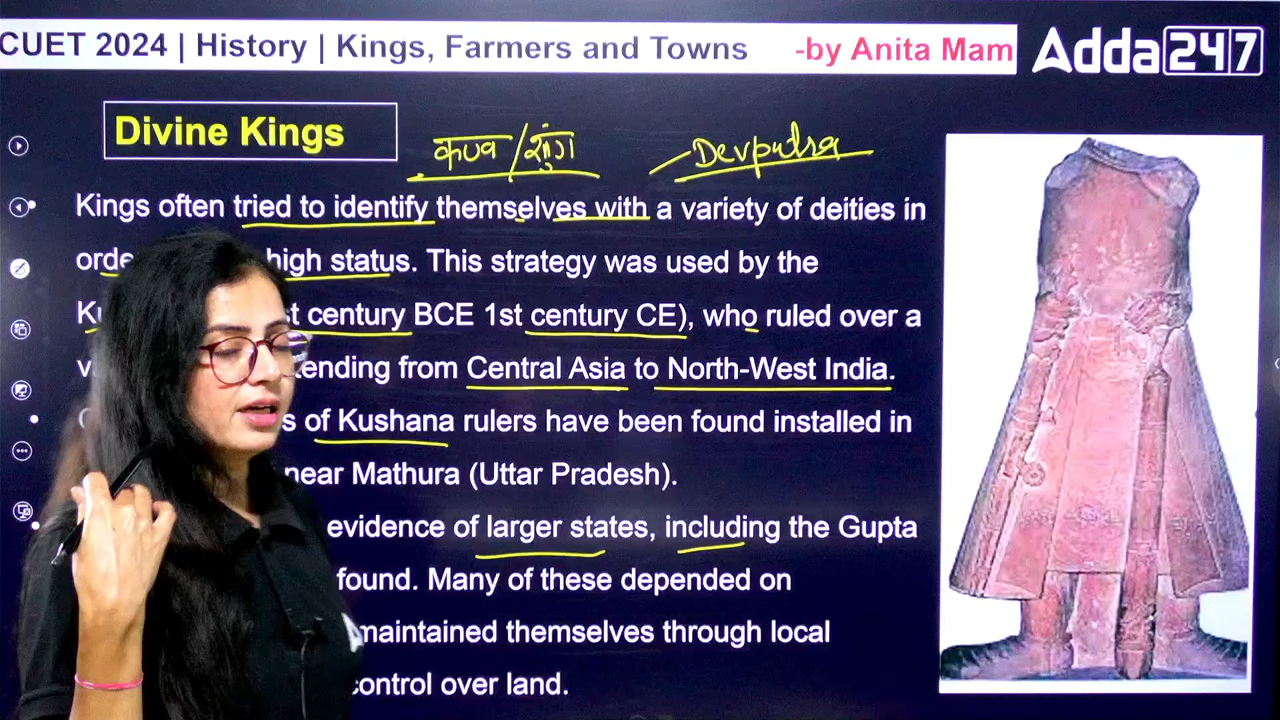 CUET 2024 | History | Kings, Farmers and Towns -by Anita Mam Adda247
Divine Kings
कण्व / शुंग Devputra
Kings often tried to identify themselves with a variety of deities in
high status. This strategy was used by the
century BCE 1st century CE), who ruled over a
from Central Asia to North-West India.
of Kushana rulers have been found installed in
near Mathura (Uttar Pradesh).
evidence of larger states, including the Gupta
found. Many of these depended on
maintained themselves through local
control over land.